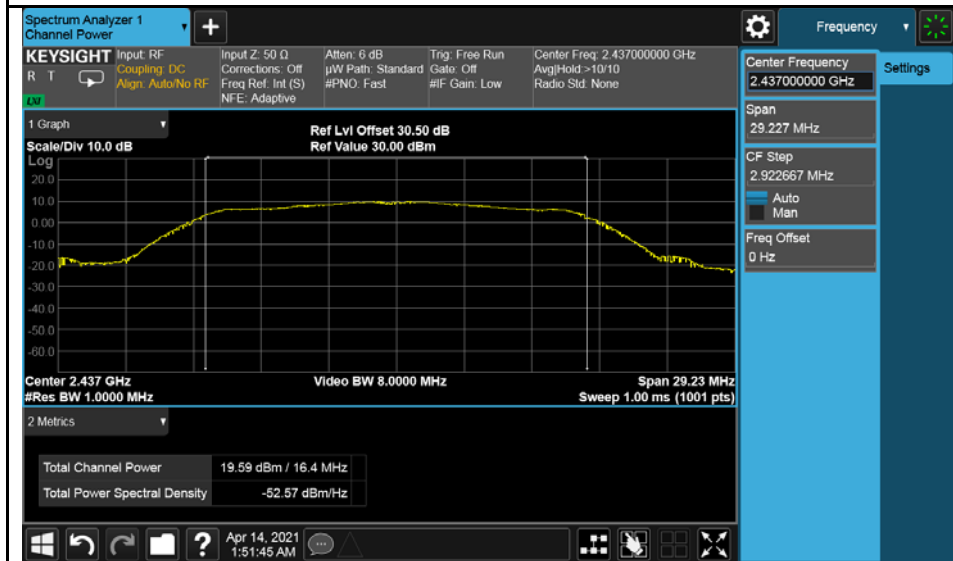 Spectrum Analyzer 1
Channel Power
Frequency
KEYSIGHT
R T
LXI
Input: RF
Coupling: DC
Align: Auto/No RF
Input Z: 50 Ω
Corrections: Off
Freq Ref: Int (S)
NFE: Adaptive
Atten: 6 dB
µW Path: Standard
#PNO: Fast
Trig: Free Run
Gate: Off
#IF Gain: Low
Center Freq: 2.437000000 GHz
Avg|Hold:>10/10
Radio Std: None
Center Frequency
2.437000000 GHz
Settings
Span
29.227 MHz
CF Step
2.922667 MHz
Auto
Man
Freq Offset
0 Hz
1 Graph
Ref Lvl Offset 30.50 dB
Scale/Div 10.0 dB
Ref Value 30.00 dBm
Log
20.0
10.0
0.00
-10.0
-20.0
-30.0
-40.0
-50.0
-60.0
Center 2.437 GHz
Video BW 8.0000 MHz
Span 29.23 MHz
#Res BW 1.0000 MHz
Sweep 1.00 ms (1001 pts)
2 Metrics
Total Channel Power 19.59 dBm / 16.4 MHz
Total Power Spectral Density -52.57 dBm/Hz
?
Apr 14, 2021
1:51:45 AM